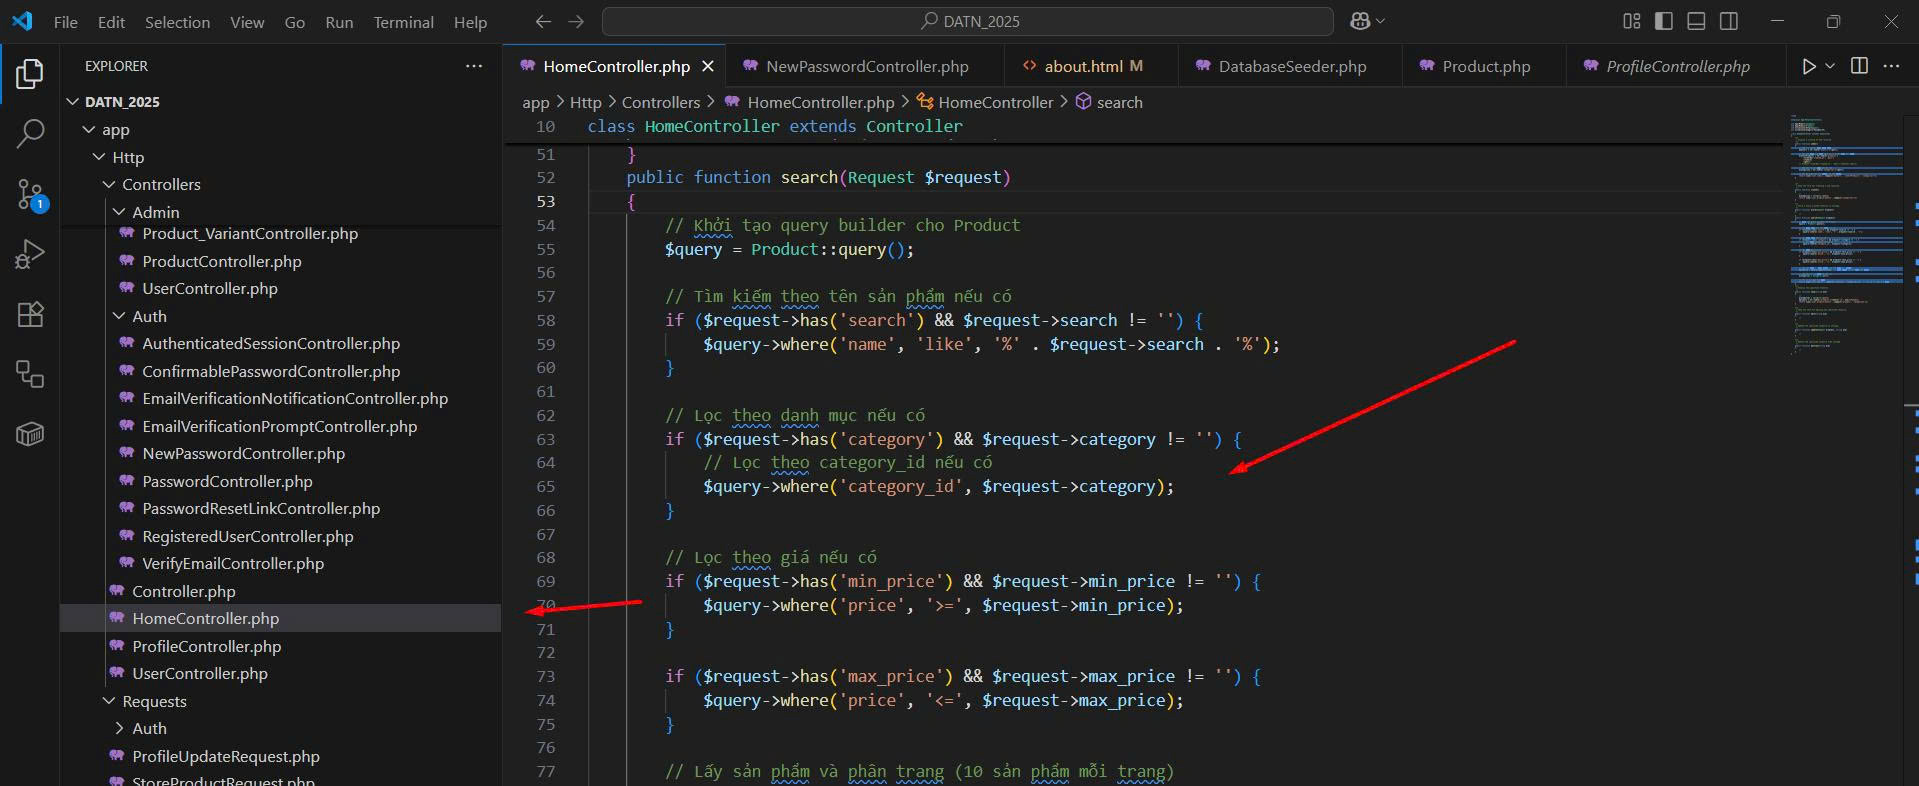 File Edit Selection View Go Run Terminal Help
DATN_2025
EXPLORER
HomeController.php
NewPasswordController.php
about.html M
DatabaseSeeder.php
Product.php
ProfileController.php
DATN_2025
app
Http
Controllers
Admin
Product_VariantController.php
ProductController.php
UserController.php
Auth
AuthenticatedSessionController.php
ConfirmablePasswordController.php
EmailVerificationNotificationController.php
EmailVerificationPromptController.php
NewPasswordController.php
PasswordController.php
PasswordResetLinkController.php
RegisteredUserController.php
VerifyEmailController.php
Controller.php
HomeController.php
ProfileController.php
UserController.php
Requests
Auth
ProfileUpdateRequest.php
StoreProductRequest.php
1
app > Http > Controllers > HomeController.php > HomeController > search
10 class HomeController extends Controller
51 }
52 public function search(Request $request)
53 {
54 // Khởi tạo query builder cho Product
55 $query = Product::query();
56
57 // Tìm kiếm theo tên sản phẩm nếu có
58 if ($request->has('search') && $request->search != '') {
59 $query->where('name', 'like', '%' . $request->search . '%');
60 }
61
62 // Lọc theo danh mục nếu có
63 if ($request->has('category') && $request->category != '') {
64 // Lọc theo category_id nếu có
65 $query->where('category_id', $request->category);
66 }
67
68 // Lọc theo giá nếu có
69 if ($request->has('min_price') && $request->min_price != '') {
70 $query->where('price', '>=', $request->min_price);
71 }
72
73 if ($request->has('max_price') && $request->max_price != '') {
74 $query->where('price', '<=', $request->max_price);
75 }
76
77 // Lấy sản phẩm và phân trang (10 sản phẩm mỗi trang)